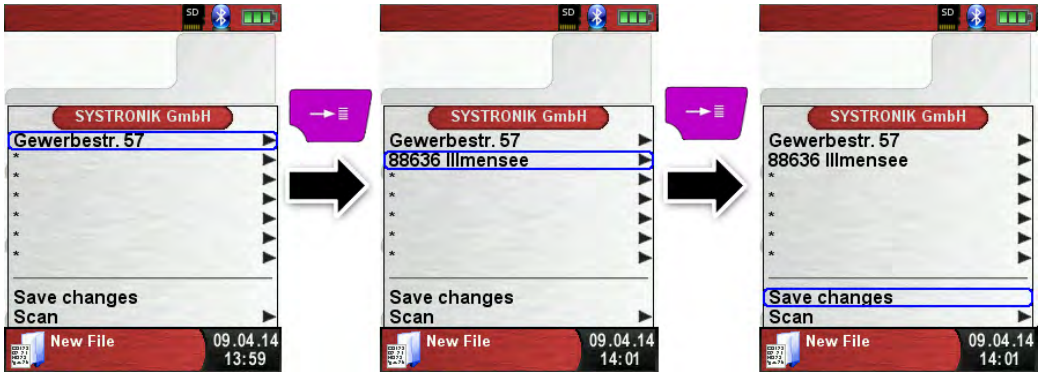 SD
SYSTRONIK GmbH
Gewerbestr. 57
*
*
*
*
*
*
Save changes
Scan
New File
09.04.14
13:59
SD
SYSTRONIK GmbH
Gewerbestr. 57
88636 Illmensee
*
*
*
*
*
Save changes
Scan
New File
09.04.14
14:01
SD
SYSTRONIK GmbH
Gewerbestr. 57
88636 Illmensee
*
*
*
*
*
Save changes
Scan
New File
09.04.14
14:01